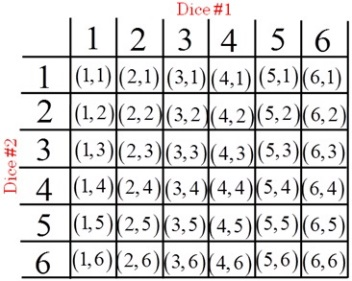 Dice #1
1 2 3 4 5 6
1 (1,1) (2,1) (3,1) (4,1) (5,1) (6,1)
2 (1,2) (2,2) (3,2) (4,2) (5,2) (6,2)
Dice #2
3 (1,3) (2,3) (3,3) (4,3) (5,3) (6,3)
4 (1,4) (2,4) (3,4) (4,4) (5,4) (6,4)
5 (1,5) (2,5) (3,5) (4,5) (5,5) (6,5)
6 (1,6) (2,6) (3,6) (4,6) (5,6) (6,6)